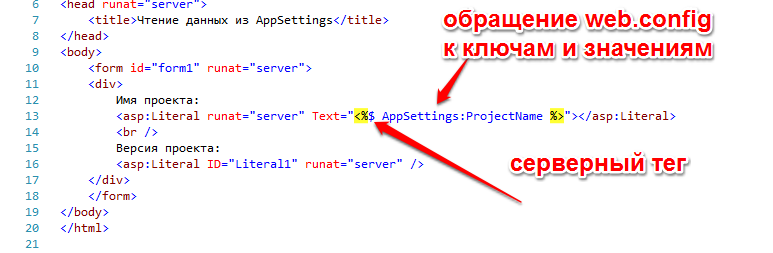 6 <head runat="server">
7 <title>Чтение данных из AppSettings</title>
8 </head>
9 <body>
10 <form id="form1" runat="server">
11 <div>
12 Имя проекта:
13 <asp:Literal runat="server" Text="<%$ AppSettings:ProjectName %>"></asp:Literal>
14 <br />
15 Версия проекта:
16 <asp:Literal ID="Literal1" runat="server" />
17 </div>
18 </form>
19 </body>
20 </html>
21
обращение web.config
к ключам и значениям
серверный тег